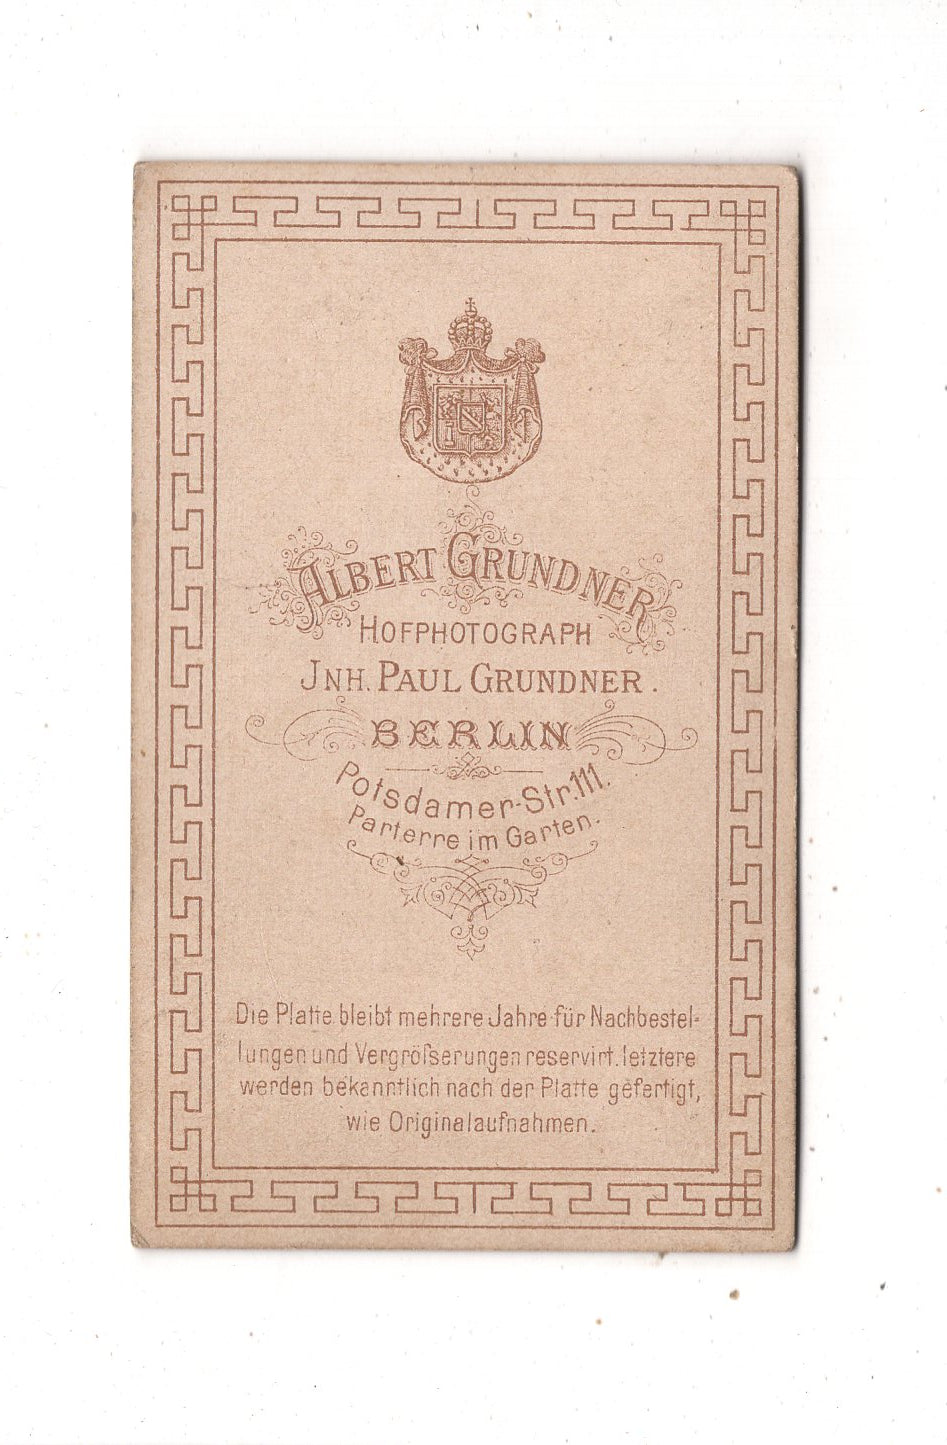 ALBERT GRUNDNER
HOFPHOTOGRAPH
JNH. PAUL GRUNDNER.
BERLIN
Potsdamer-Str. 111.
Parterre im Garten.
Die Platte bleibt mehrere Jahre für Nachbestel-
lungen und Vergröſserungen reservirt. letztere
werden bekanntlich nach der Platte gefertigt,
wie Originalaufnahmen.